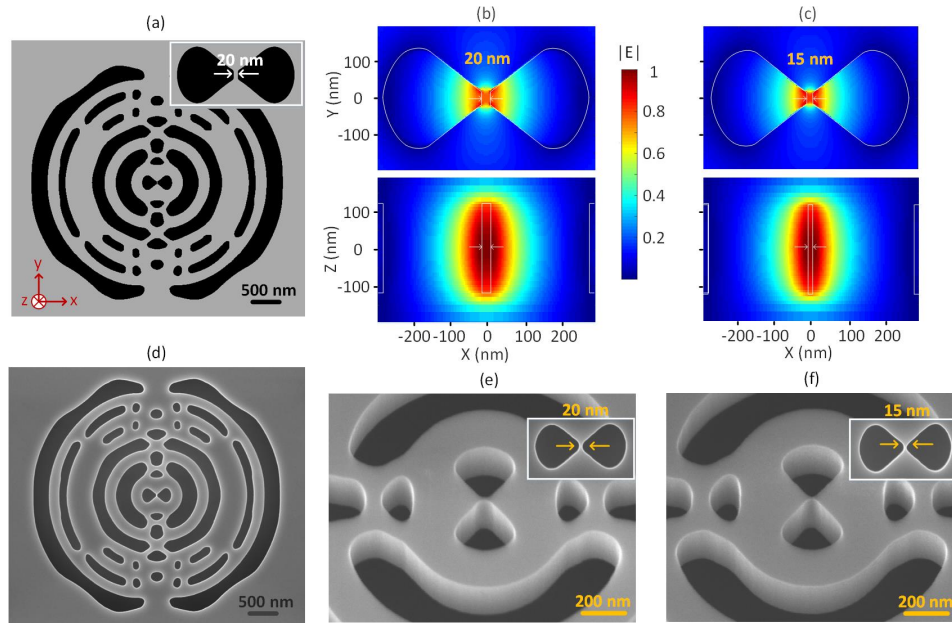 (a)
20 nm
y
z
x
500 nm
(b)
20 nm
Y (nm)
100
0
-100
Z (nm)
100
0
-100
-200 -100 0 100 200
X (nm)
|E|
1
0.8
0.6
0.4
0.2
(c)
15 nm
-200 -100 0 100 200
X (nm)
(d)
500 nm
(e)
20 nm
200 nm
(f)
15 nm
200 nm